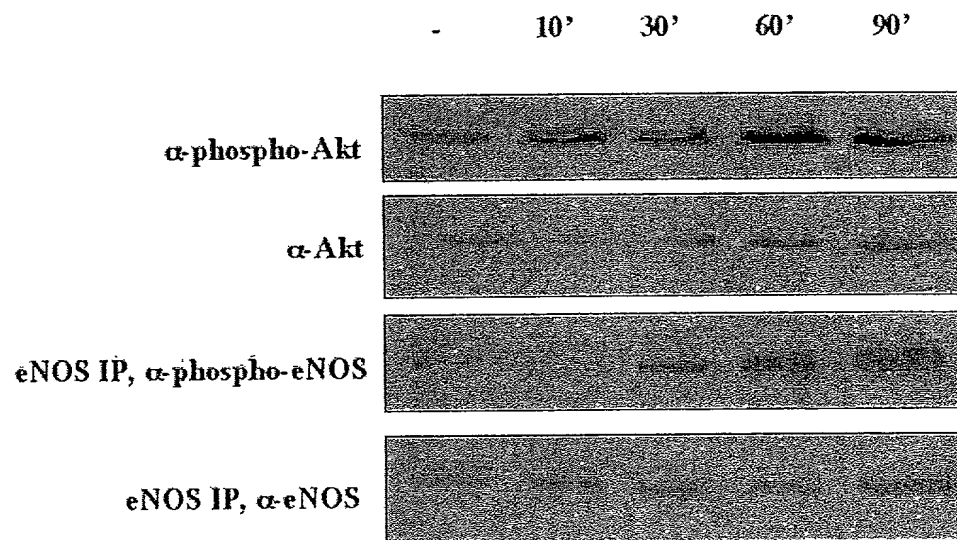 - 10’ 30’ 60’ 90’
α-phospho-Akt
α-Akt
eNOS IP, α-phospho-eNOS
eNOS IP, α-eNOS